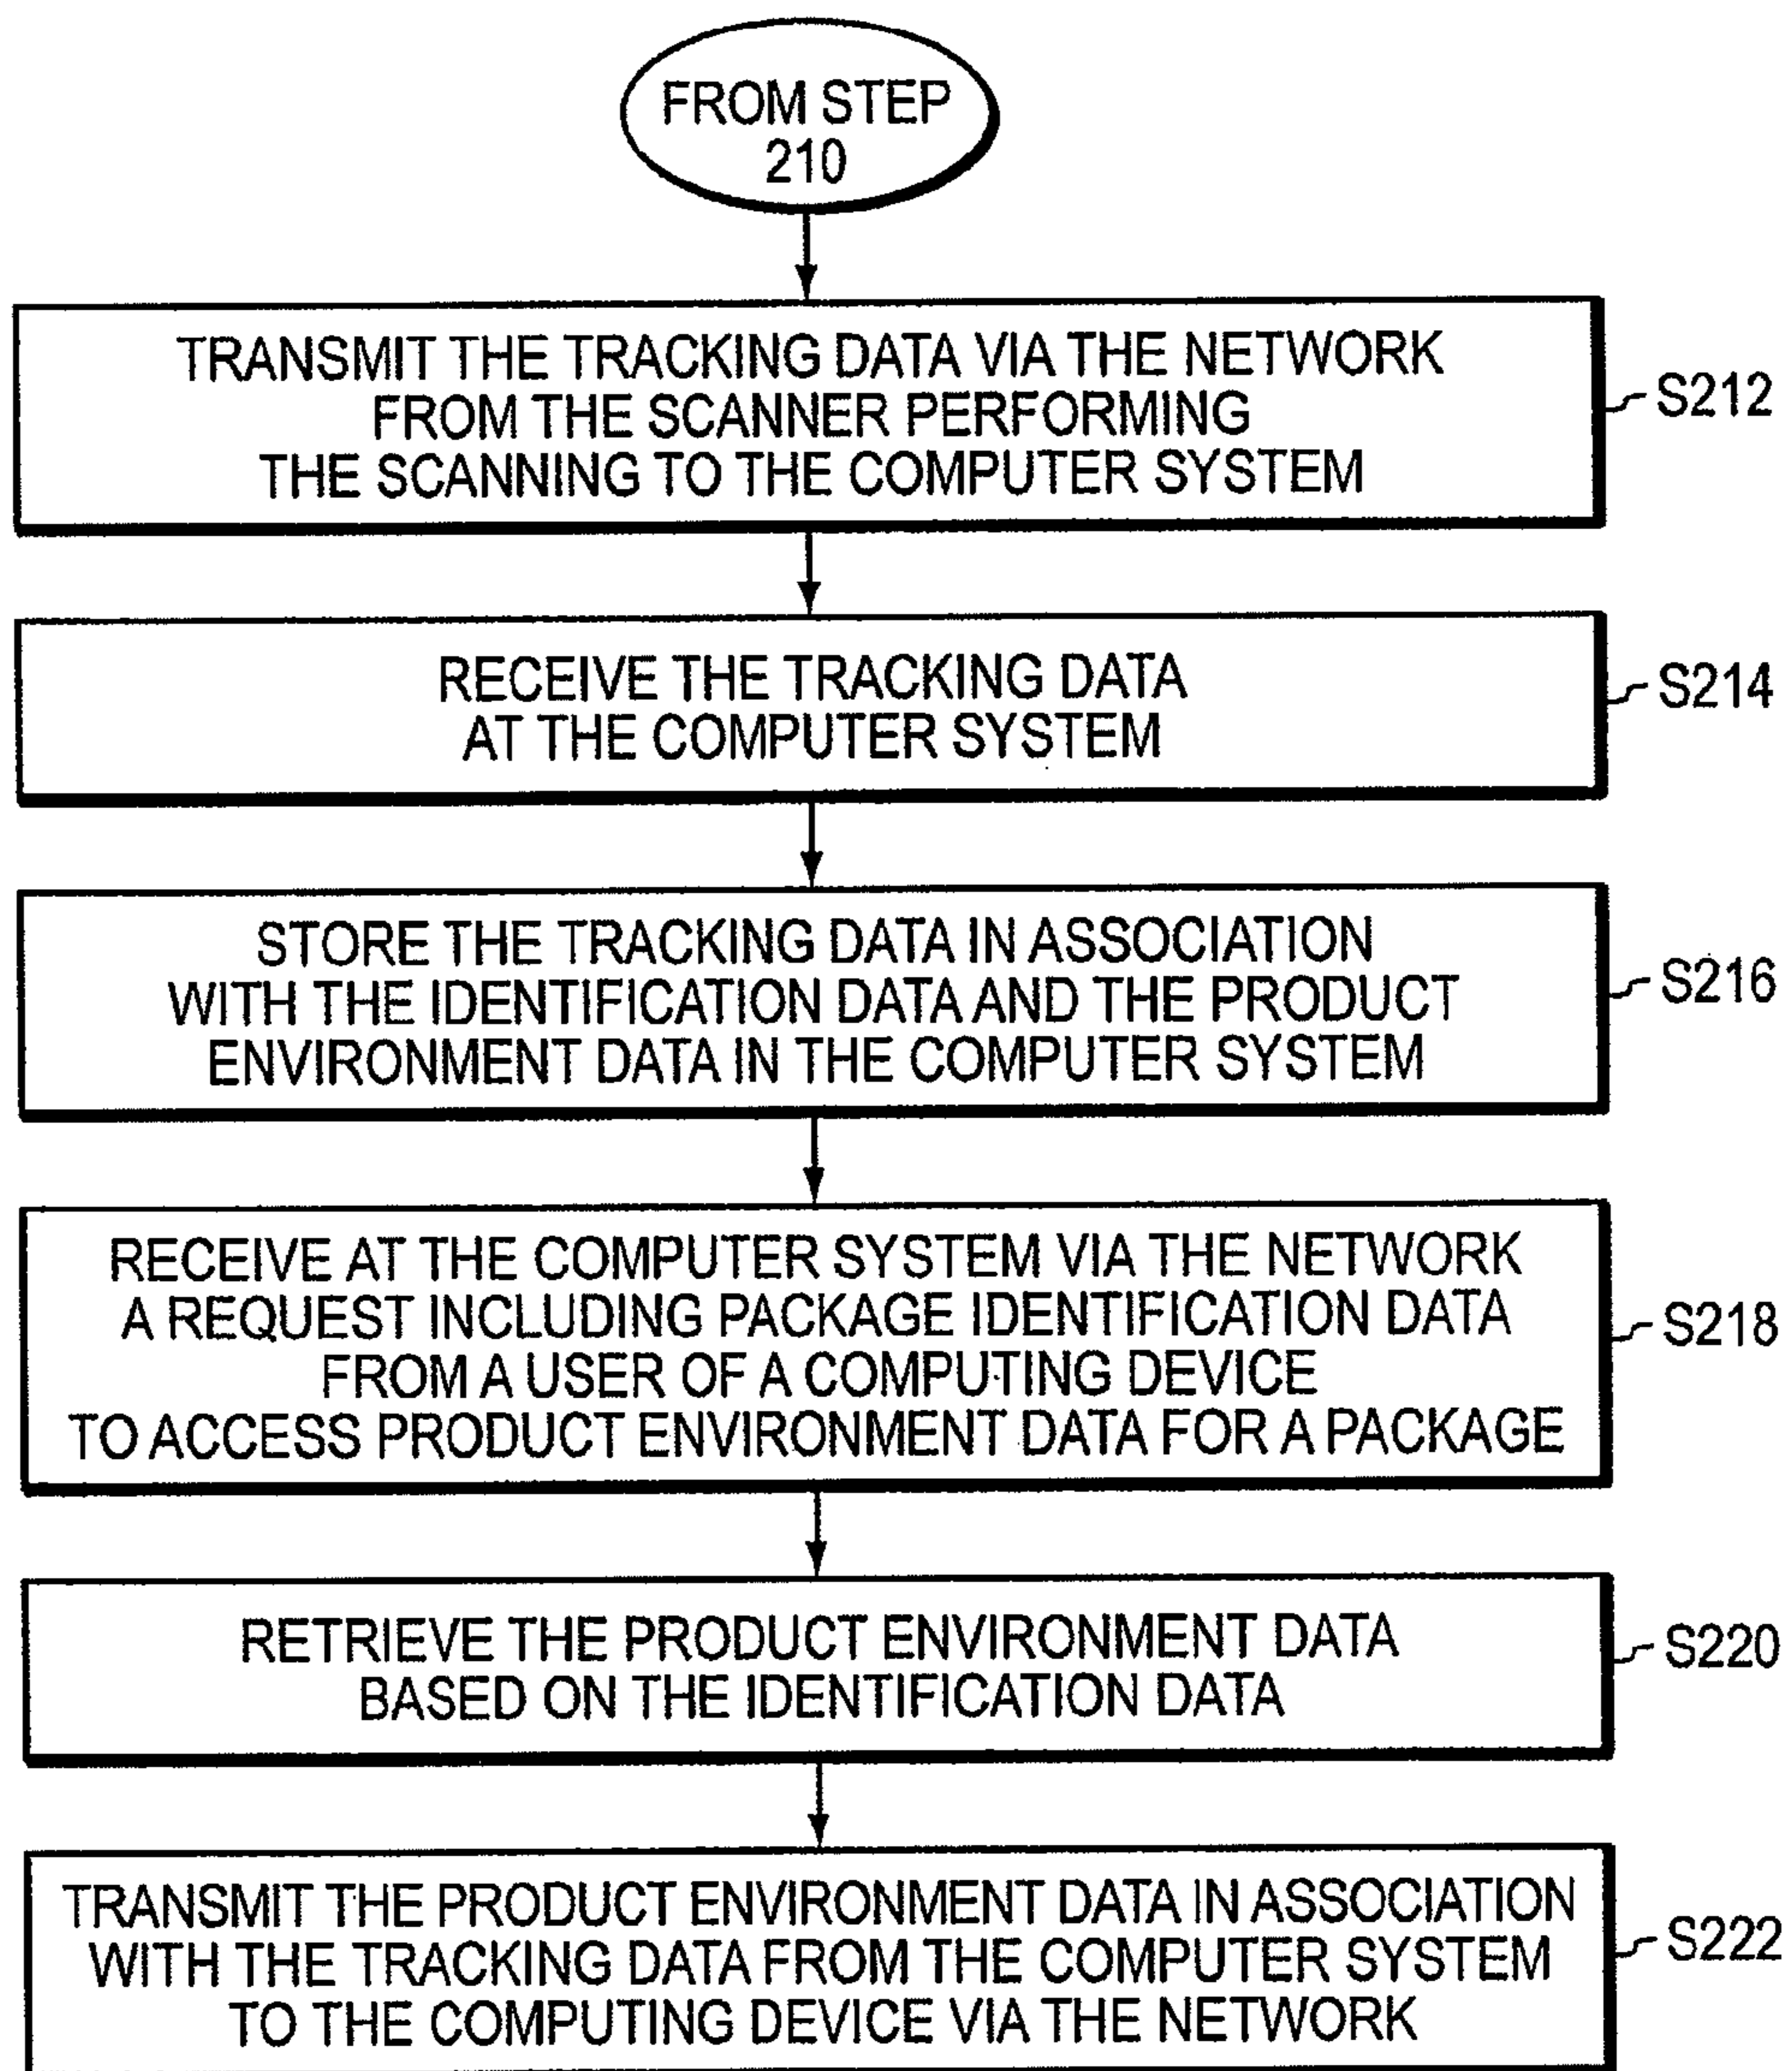 FROM STEP
210
TRANSMIT THE TRACKING DATA VIA THE NETWORK
FROM THE SCANNER PERFORMING
THE SCANNING TO THE COMPUTER SYSTEM
S212
RECEIVE THE TRACKING DATA
AT THE COMPUTER SYSTEM
S214
STORE THE TRACKING DATA IN ASSOCIATION
WITH THE IDENTIFICATION DATA AND THE PRODUCT
ENVIRONMENT DATA IN THE COMPUTER SYSTEM
S216
RECEIVE AT THE COMPUTER SYSTEM VIA THE NETWORK
A REQUEST INCLUDING PACKAGE IDENTIFICATION DATA
FROM A USER OF A COMPUTING DEVICE
TO ACCESS PRODUCT ENVIRONMENT DATA FOR A PACKAGE
S218
RETRIEVE THE PRODUCT ENVIRONMENT DATA
BASED ON THE IDENTIFICATION DATA
S220
TRANSMIT THE PRODUCT ENVIRONMENT DATA IN ASSOCIATION
WITH THE TRACKING DATA FROM THE COMPUTER SYSTEM
TO THE COMPUTING DEVICE VIA THE NETWORK
S222